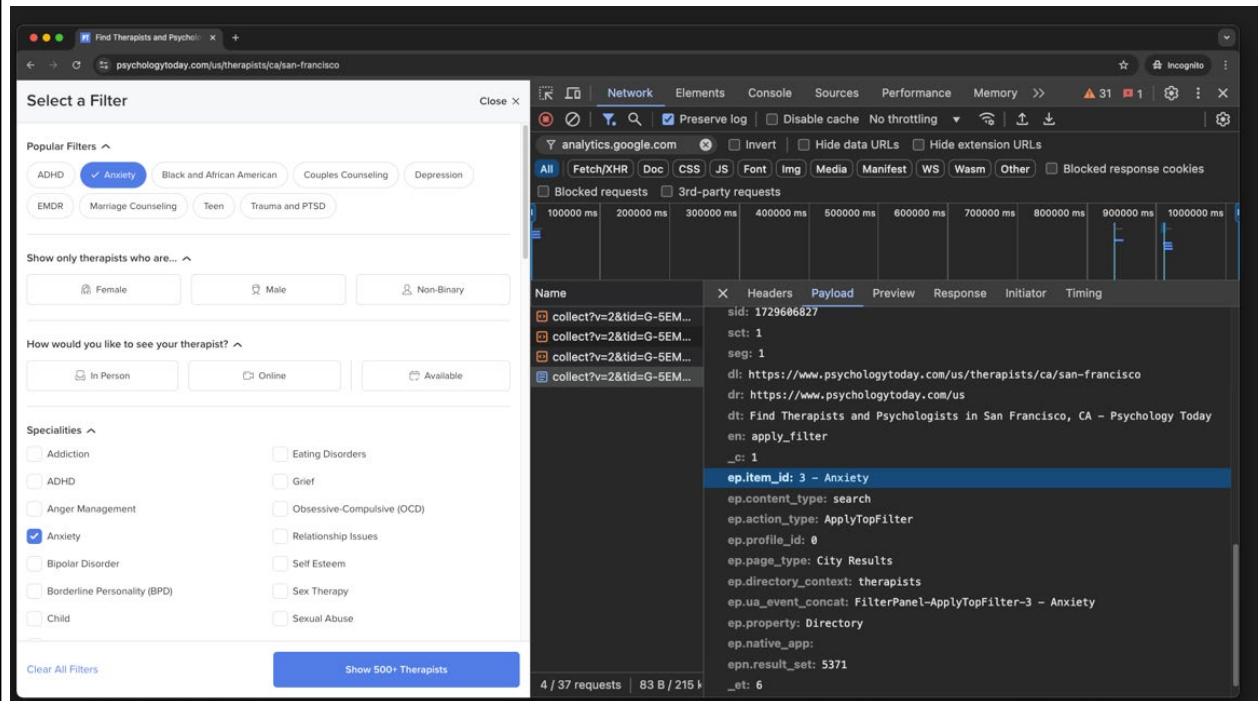 Find Therapists and Psycholo
psychologytoday.com/us/therapists/ca/san-francisco
Incognito
Select a Filter
Close ×
Popular Filters
ADHD
Anxiety
Black and African American
Couples Counseling
Depression
EMDR
Marriage Counseling
Teen
Trauma and PTSD
Show only therapists who are...
Female
Male
Non-Binary
How would you like to see your therapist?
In Person
Online
Available
Specialities
Addiction
Eating Disorders
ADHD
Grief
Anger Management
Obsessive-Compulsive (OCD)
Anxiety
Relationship Issues
Bipolar Disorder
Self Esteem
Borderline Personality (BPD)
Sex Therapy
Child
Sexual Abuse
Clear All Filters
Show 500+ Therapists
Network Elements Console Sources Performance Memory 31 1
Preserve log Disable cache No throttling
analytics.google.com Invert Hide data URLs Hide extension URLs
All Fetch/XHR Doc CSS JS Font Img Media Manifest WS Wasm Other Blocked response cookies
Blocked requests 3rd-party requests
100000 ms 200000 ms 300000 ms 400000 ms 500000 ms 600000 ms 700000 ms 800000 ms 900000 ms 1000000 ms
Name
collect?v=2&tid=G-5EM...
collect?v=2&tid=G-5EM...
collect?v=2&tid=G-5EM...
collect?v=2&tid=G-5EM...
4 / 37 requests 83 B / 215 k
Headers Payload Preview Response Initiator Timing
sid: 1729606827
sct: 1
seg: 1
dl: https://www.psychologytoday.com/us/therapists/ca/san-francisco
dr: https://www.psychologytoday.com/us
dt: Find Therapists and Psychologists in San Francisco, CA – Psychology Today
en: apply_filter
_c: 1
ep.item_id: 3 – Anxiety
ep.content_type: search
ep.action_type: ApplyTopFilter
ep.profile_id: 0
ep.page_type: City Results
ep.directory_context: therapists
ep.ua_event_concat: FilterPanel-ApplyTopFilter-3 – Anxiety
ep.property: Directory
ep.native_app:
epn.result_set: 5371
_et: 6